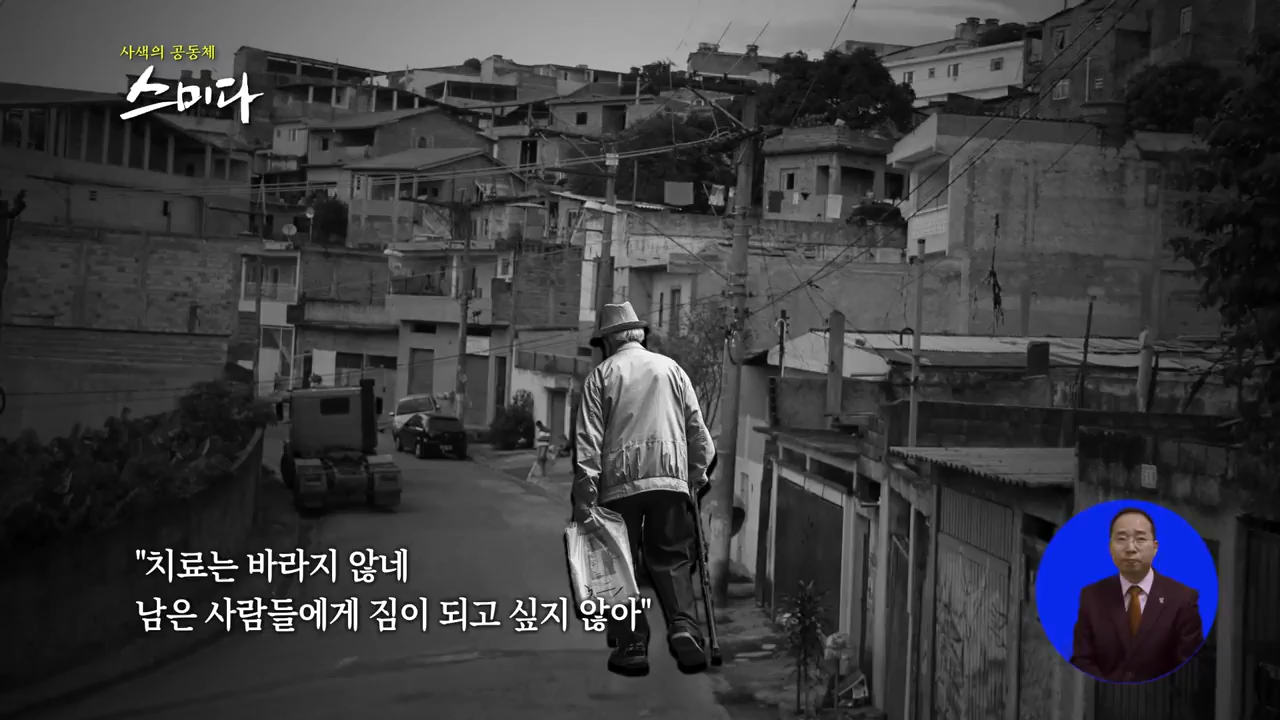 사색의 공동체
스미다
"치료는 바라지 않네
남은 사람들에게 짐이 되고 싶지 않아"